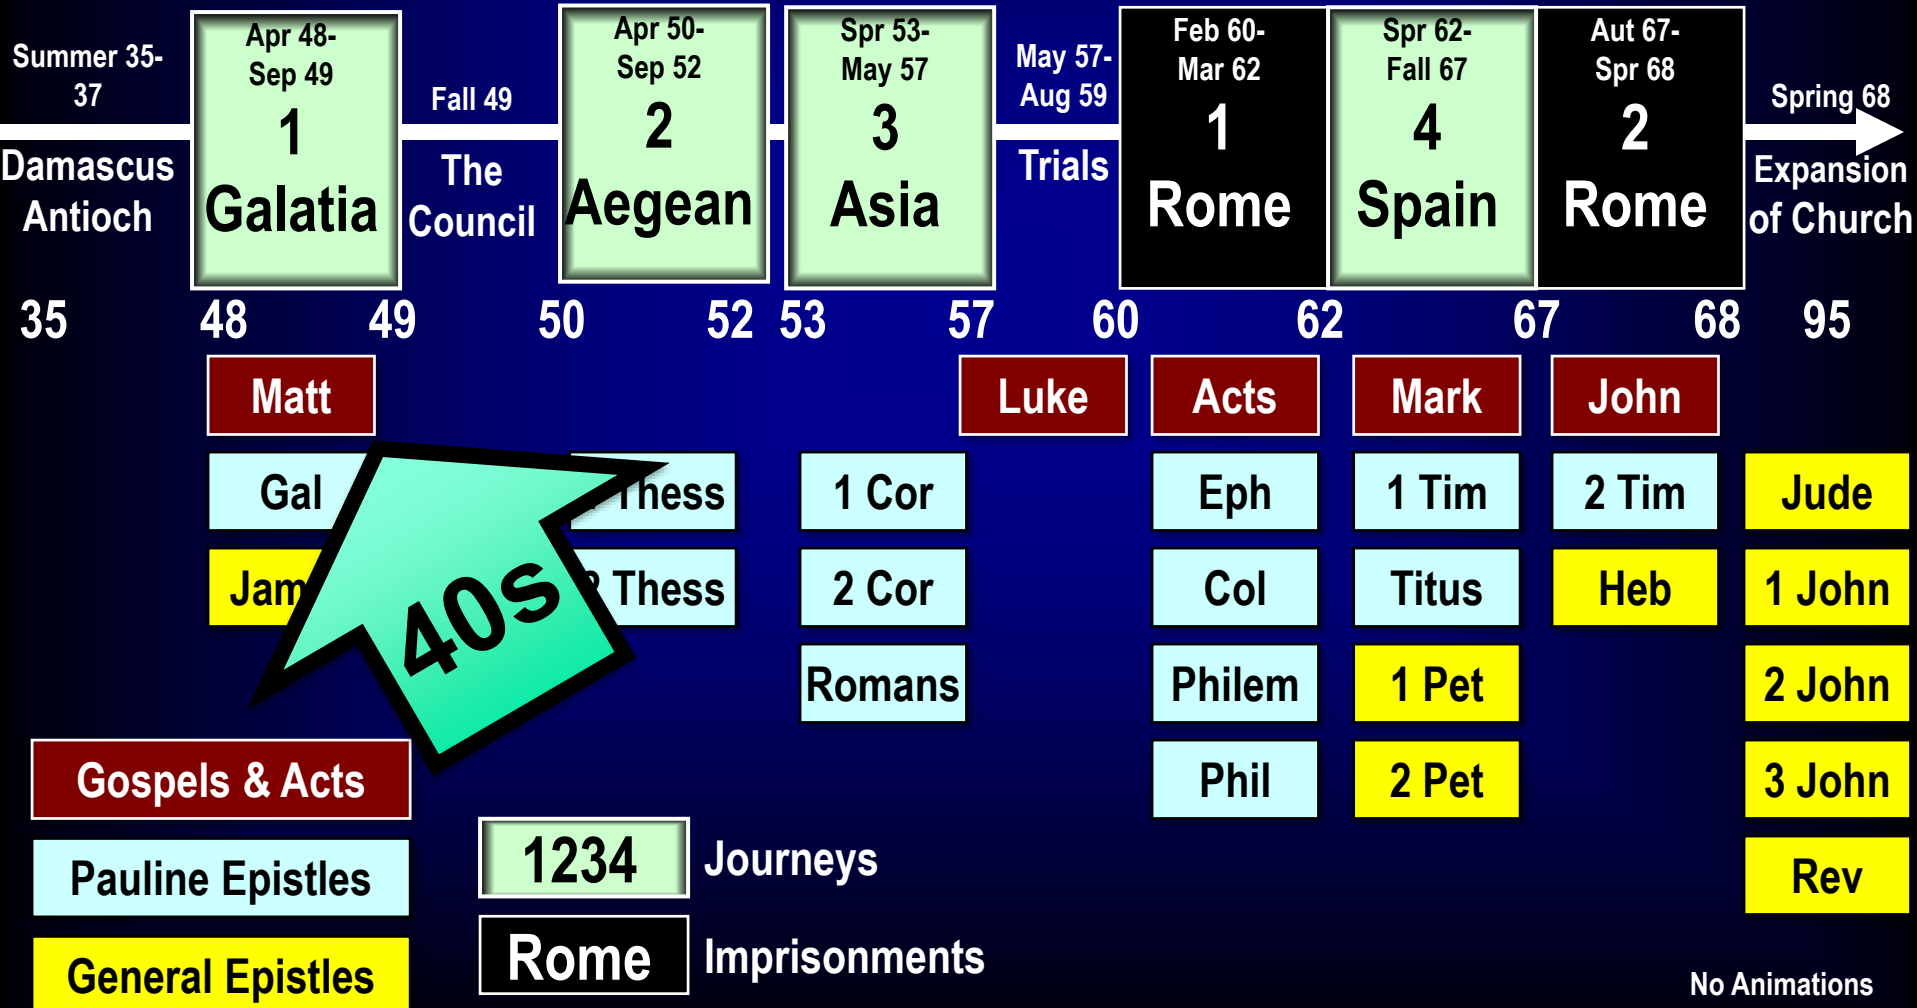 Summer 35-
37
Damascus
Antioch
Apr 48-
Sep 49
1
Galatia
Fall 49
The
Council
Apr 50-
Sep 52
2
Aegean
Spr 53-
May 57
3
Asia
May 57-
Aug 59
Trials
Feb 60-
Mar 62
1
Rome
Spr 62-
Fall 67
4
Spain
Aut 67-
Spr 68
2
Rome
Spring 68
Expansion
of Church
35 48 49 50 52 53 57 60 62 67 68 95
Matt Luke Acts Mark John
Gal Thess 1 Cor Eph 1 Tim 2 Tim Jude
Jam Thess 2 Cor Col Titus Heb 1 John
Romans Philem 1 Pet 2 John
Phil 2 Pet 3 John
Rev
40s
Gospels & Acts
Pauline Epistles
General Epistles
1234 Journeys
Rome Imprisonments
No Animations